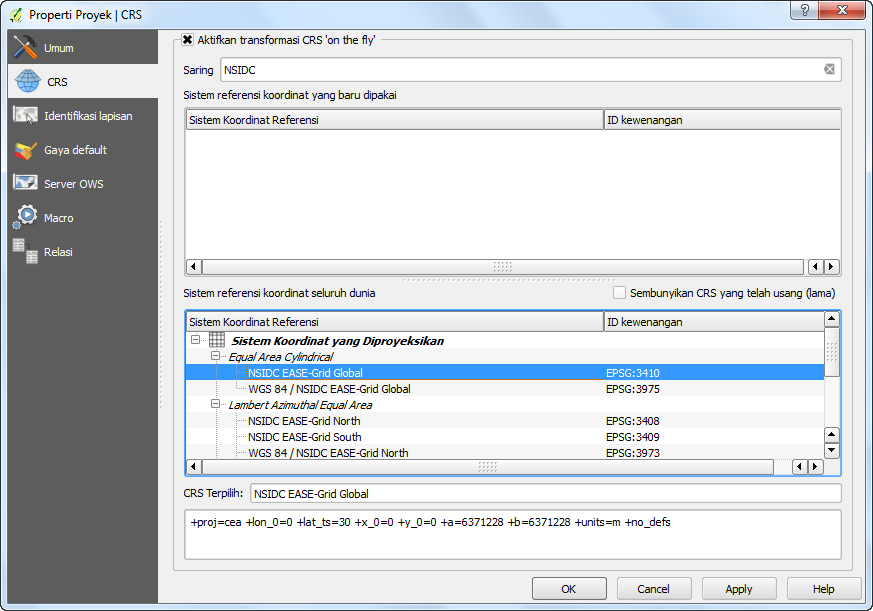 Properti Proyek | CRS
Umum
CRS
Identifikasi lapisan
Gaya default
Server OWS
Macro
Relasi
Aktifkan transformasi CRS 'on the fly'
Saring NSIDC
Sistem referensi koordinat yang baru dipakai
Sistem Koordinat Referensi ID kewenangan
Sistem referensi koordinat seluruh dunia Sembunyikan CRS yang telah usang (lama)
Sistem Koordinat Referensi ID kewenangan
Sistem Koordinat yang Diproyeksikan
Equal Area Cylindrical
NSIDC EASE-Grid Global EPSG:3410
WGS 84 / NSIDC EASE-Grid Global EPSG:3975
Lambert Azimuthal Equal Area
NSIDC EASE-Grid North EPSG:3408
NSIDC EASE-Grid South EPSG:3409
WGS 84 / NSIDC EASE-Grid North EPSG:3973
CRS Terpilih: NSIDC EASE-Grid Global
+proj=cea +lon_0=0 +lat_ts=30 +x_0=0 +y_0=0 +a=6371228 +b=6371228 +units=m +no_defs
OK Cancel Apply Help